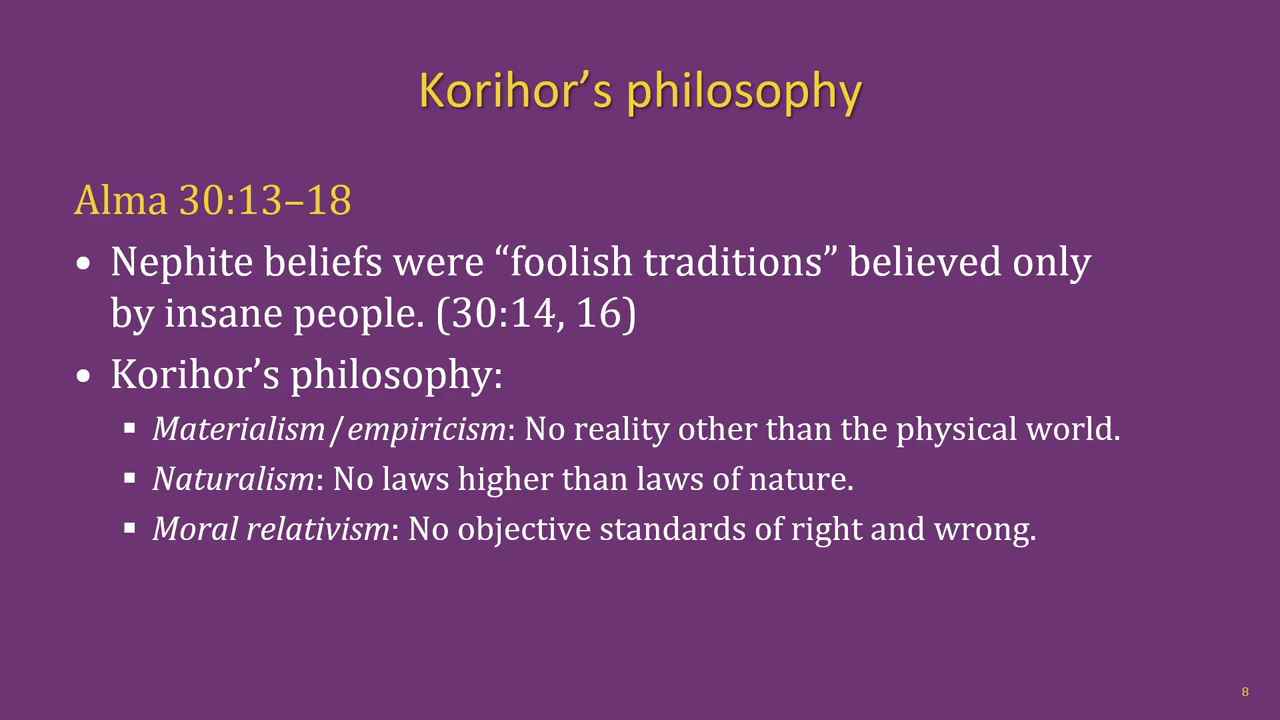 Korihor’s philosophy
Alma 30:13–18
• Nephite beliefs were “foolish traditions” believed only
by insane people. (30:14, 16)
• Korihor’s philosophy:
▪ Materialism/empiricism: No reality other than the physical world.
▪ Naturalism: No laws higher than laws of nature.
▪ Moral relativism: No objective standards of right and wrong.
8